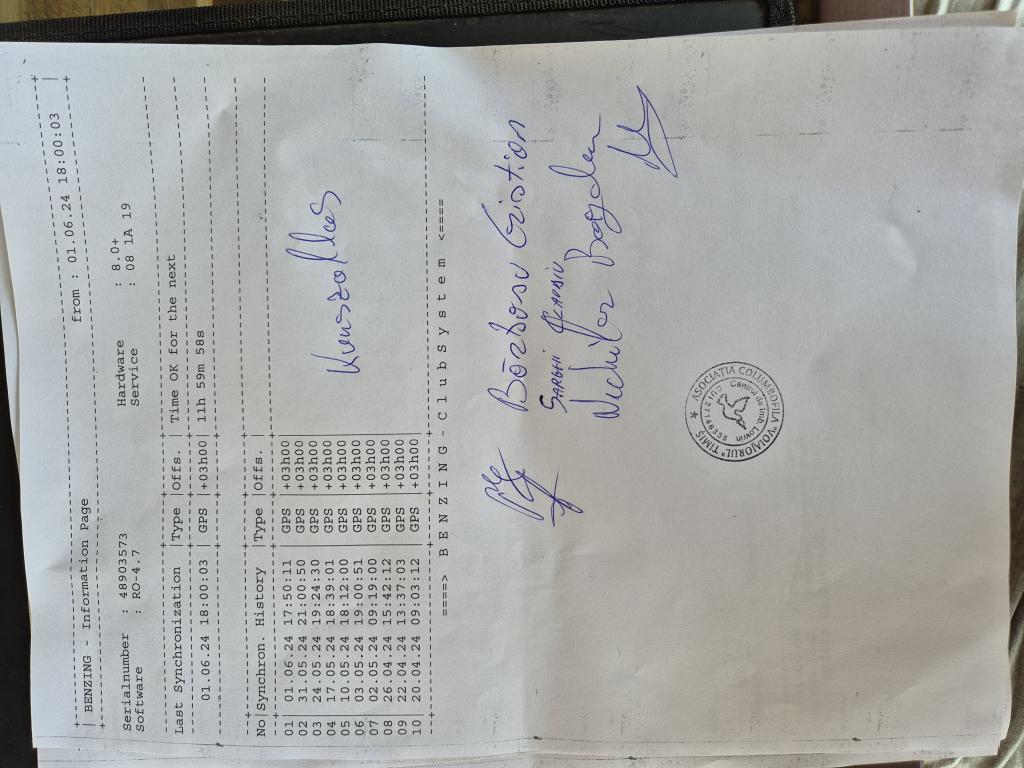 | BENZING - Information Page from : 01.06.24 18:00:03 |
Serialnumber : 48903573 Hardware : 8.0+
Software : RO-4.7 Service : 08 1A 19
Last Synchronization |Type |Offs. | Time OK for the next
01.06.24 18:00:03 | GPS |+03h00| 11h 59m 58s
No|Synchron. History |Type |Offs. |
01 01.06.24 17:50:11 | GPS +03h00
02 31.05.24 21:00:50 | GPS +03h00
03 24.05.24 19:24:30 | GPS +03h00
04 17.05.24 18:39:01 | GPS +03h00
05 10.05.24 18:12:00 | GPS +03h00
06 03.05.24 19:00:51 | GPS +03h00
07 02.05.24 09:19:00 | GPS +03h00
08 26.04.24 15:42:12 | GPS +03h00
09 22.04.24 13:37:03 | GPS +03h00
10 20.04.24 09:03:12 | GPS +03h00
====> B E N Z I N G - C l u b S y s t e m <====
Sarghi Claudiu
Nechifor Bogdan
ASOCIATIA COLUMBOFILA "VOIAJORUL" TIMIS
Lovrin